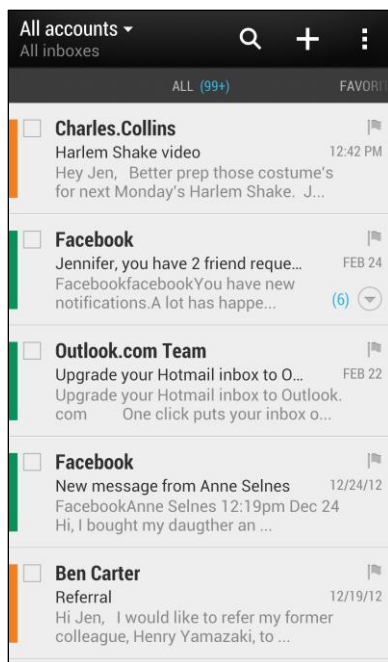 All accounts
All inboxes
ALL (99+) FAVORIT
Charles.Collins
Harlem Shake video 12:42 PM
Hey Jen, Better prep those costume's
for next Monday's Harlem Shake. J...
Facebook
Jennifer, you have 2 friend reque... FEB 24
FacebookfacebookYou have new
notifications.A lot has happe... (6)
Outlook.com Team
Upgrade your Hotmail inbox to O... FEB 22
Upgrade your Hotmail inbox to Outlook.
com One click puts your inbox o...
Facebook
New message from Anne Selnes 12/24/12
FacebookAnne Selnes 12:19pm Dec 24
Hi, I bought my daugther an ...
Ben Carter
Referral 12/19/12
Hi Jen, I would like to refer my former
colleague, Henry Yamazaki, to ...